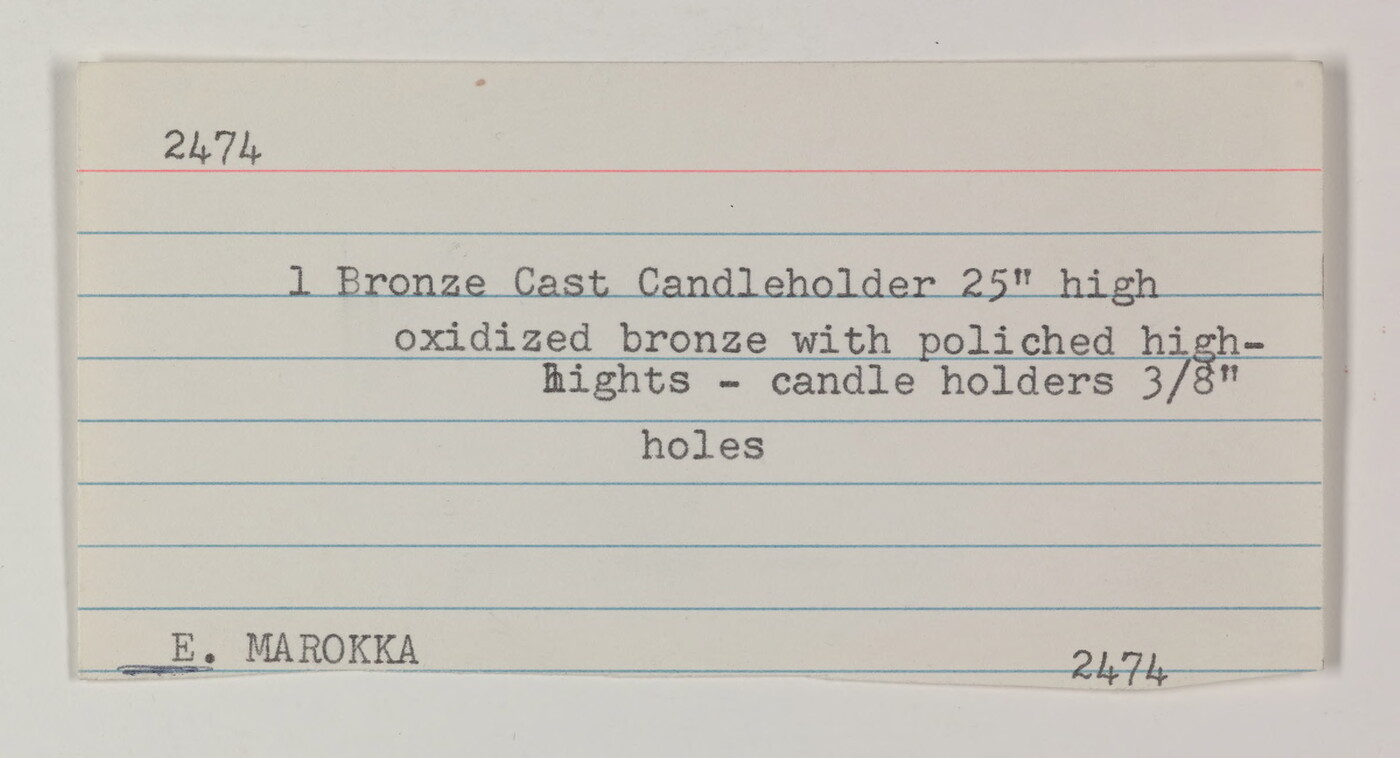 2474
1 Bronze Cast Candleholder 25" high
oxidized bronze with poliched high-
hights - candle holders 3/8"
holes
E. MAROKKA
2474